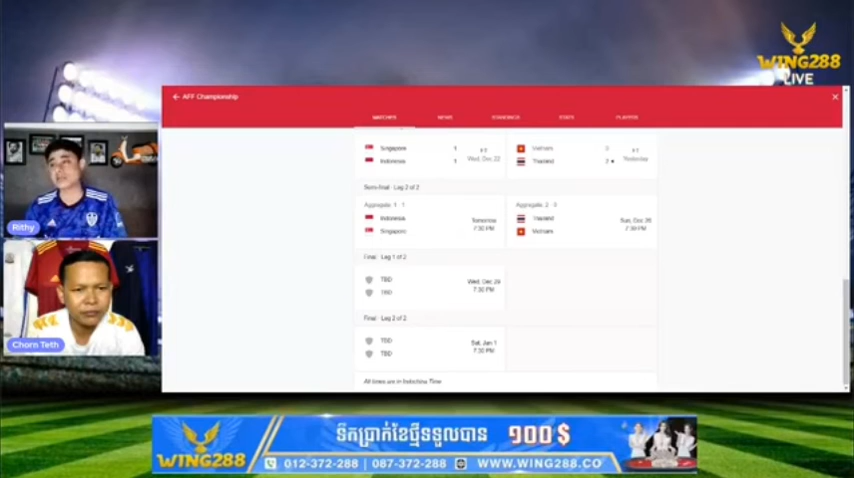 WING288
LIVE
← AFF Championship
MATCHES NEWS STANDINGS STATS PLAYERS
Singapore 1
Indonesia 1
FT
Wed, Dec 22
Vietnam 0
Thailand 2
FT
Yesterday
Semi-final · Leg 2 of 2
Aggregate: 1 - 1
Indonesia
Singapore
Tomorrow
7:30 PM
Aggregate: 2 - 0
Thailand
Vietnam
Sun, Dec 26
7:30 PM
Final · Leg 1 of 2
TBD
TBD
Wed, Dec 29
7:30 PM
Final · Leg 2 of 2
TBD
TBD
Sat, Jan 1
7:30 PM
All times are in Indochina Time
Rithy
Chorn Teth
WING288
ទឹកប្រាក់ខែថ្មីទទួលបាន ១០០$
012-372-288 | 087-372-288 WWW.WING288.CO